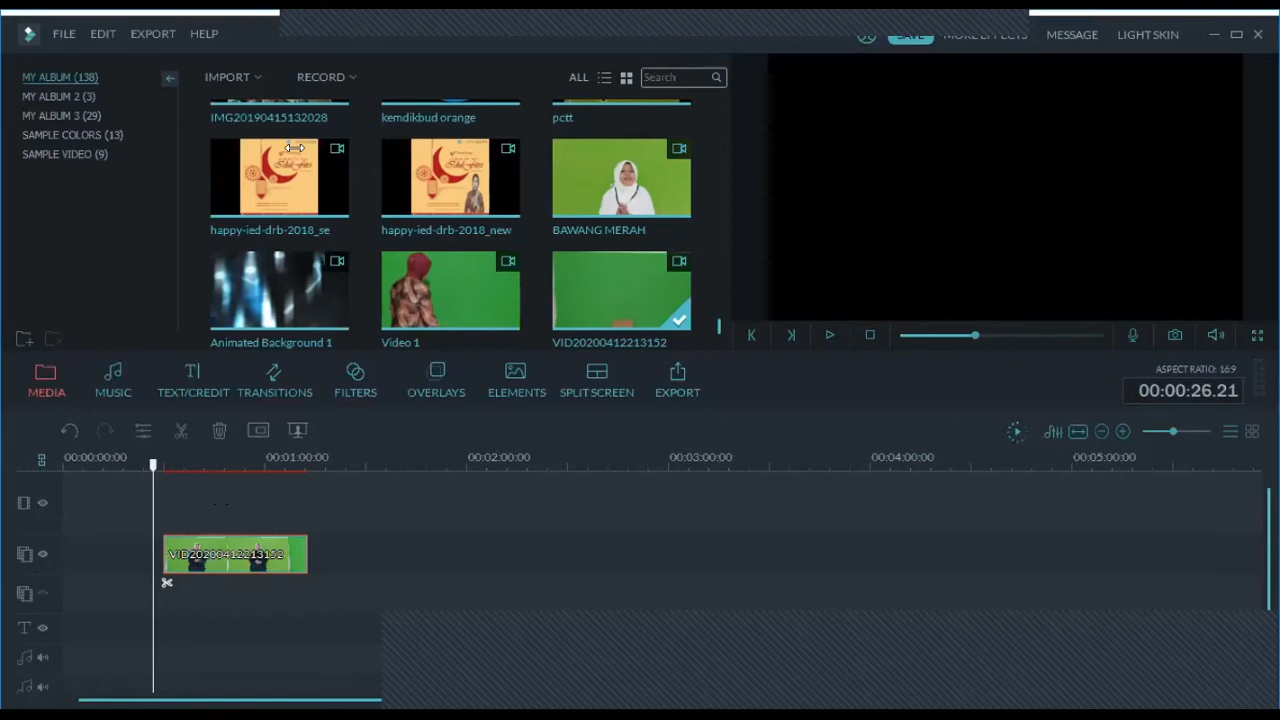 FILE EDIT EXPORT HELP SAVE MORE EFFECTS MESSAGE LIGHT SKIN
MY ALBUM (138)
MY ALBUM 2 (3)
MY ALBUM 3 (29)
SAMPLE COLORS (13)
SAMPLE VIDEO (9)
IMPORT RECORD ALL Search
IMG20190415132028 kemdikbud orange pctt
happy-ied-drb-2018_se happy-ied-drb-2018_new BAWANG MERAH
Animated Background 1 Video 1 VID20200412213152
MEDIA MUSIC TEXT/CREDIT TRANSITIONS FILTERS OVERLAYS ELEMENTS SPLIT SCREEN EXPORT
ASPECT RATIO: 16:9
00:00:26.21
00:00:00:00 00:01:00:00 00:02:00:00 00:03:00:00 00:04:00:00 00:05:00:00
VID20200412213152